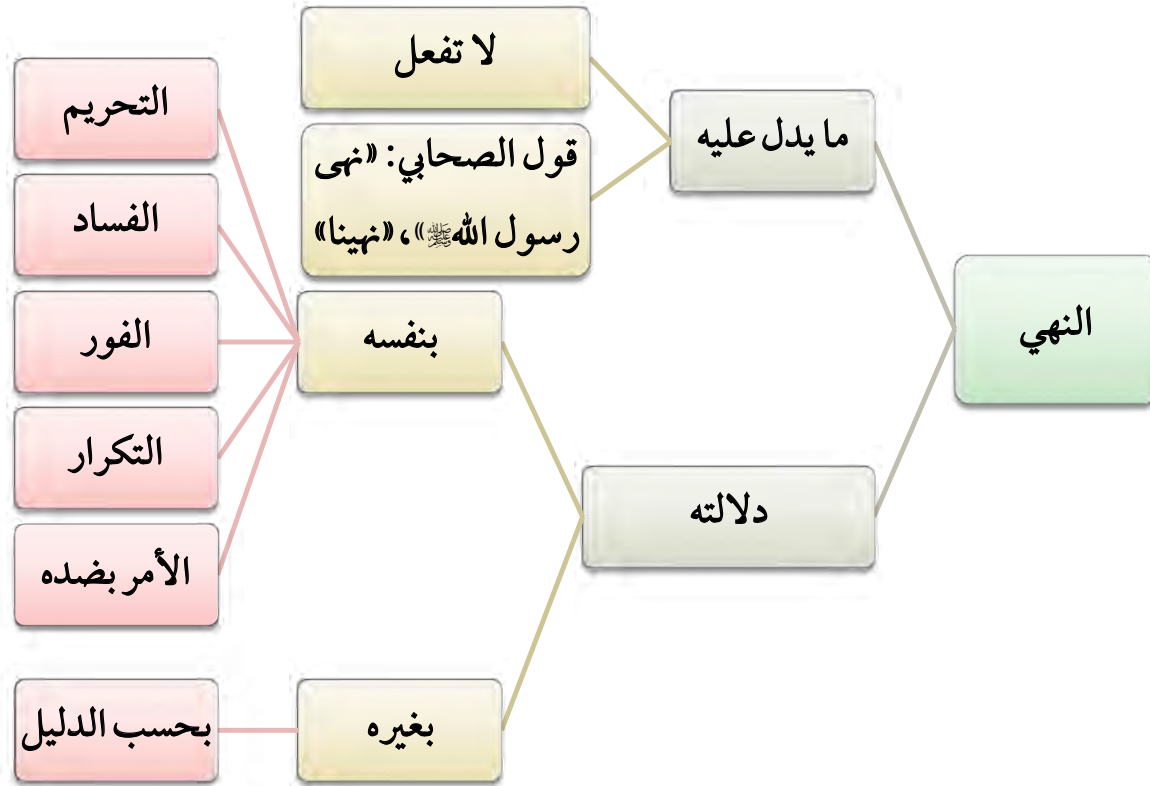 النهي
ما يدل عليه
لا تفعل
قول الصحابي: «نهى
رسول الله ﷺ»، «نهينا»
دلالته
بنفسه
التحريم
الفساد
الفور
التكرار
الأمر بضده
بغيره
بحسب الدليل